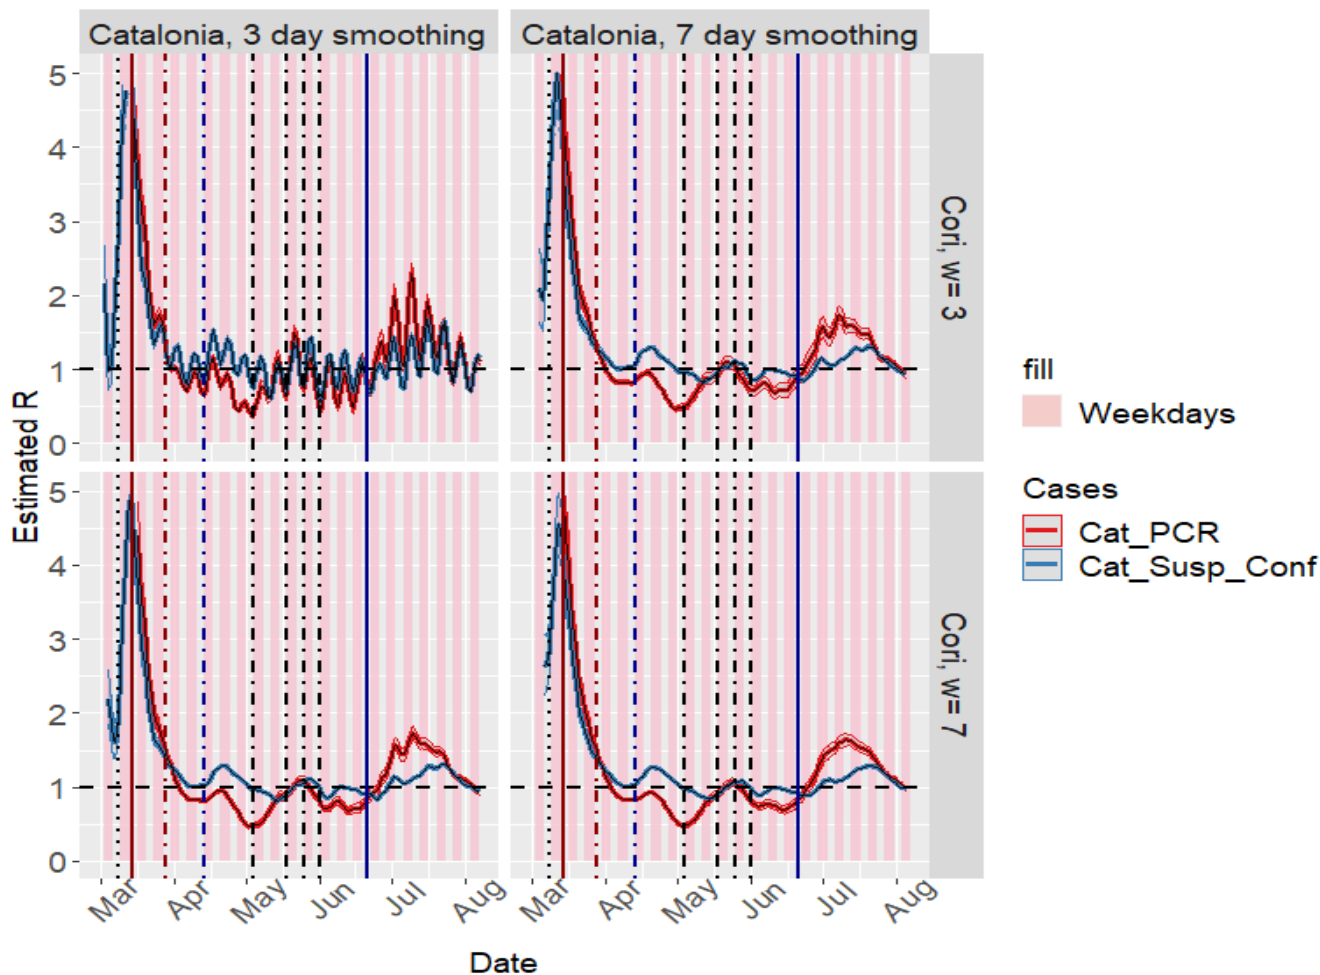 Catalonia, 3 day smoothing
Catalonia, 7 day smoothing
5
4
3
2
1
0
Cori, w= 3
5
4
3
2
1
0
Cori, w= 7
Estimated R
Mar
Apr
May
Jun
Jul
Aug
Mar
Apr
May
Jun
Jul
Aug
Date
fill
Weekdays
Cases
Cat_PCR
Cat_Susp_Conf